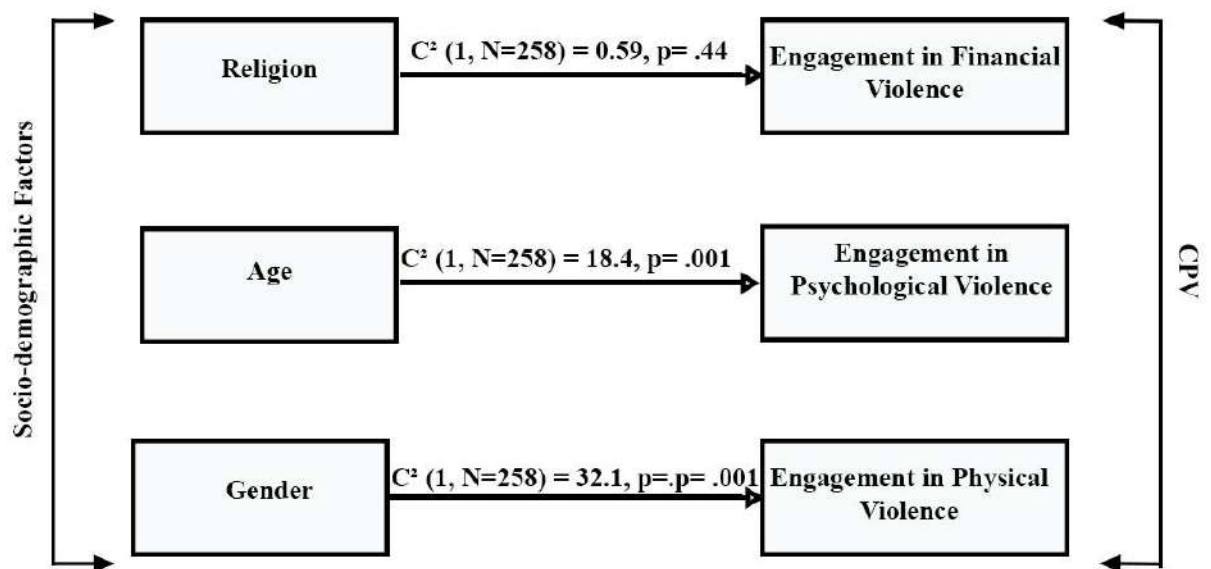 Socio-demographic Factors
Religion
C² (1, N=258) = 0.59, p= .44
Engagement in Financial
Violence
Age
C² (1, N=258) = 18.4, p= .001
Engagement in
Psychological Violence
Gender
C² (1, N=258) = 32.1, p=.p= .001
Engagement in Physical
Violence
CPV